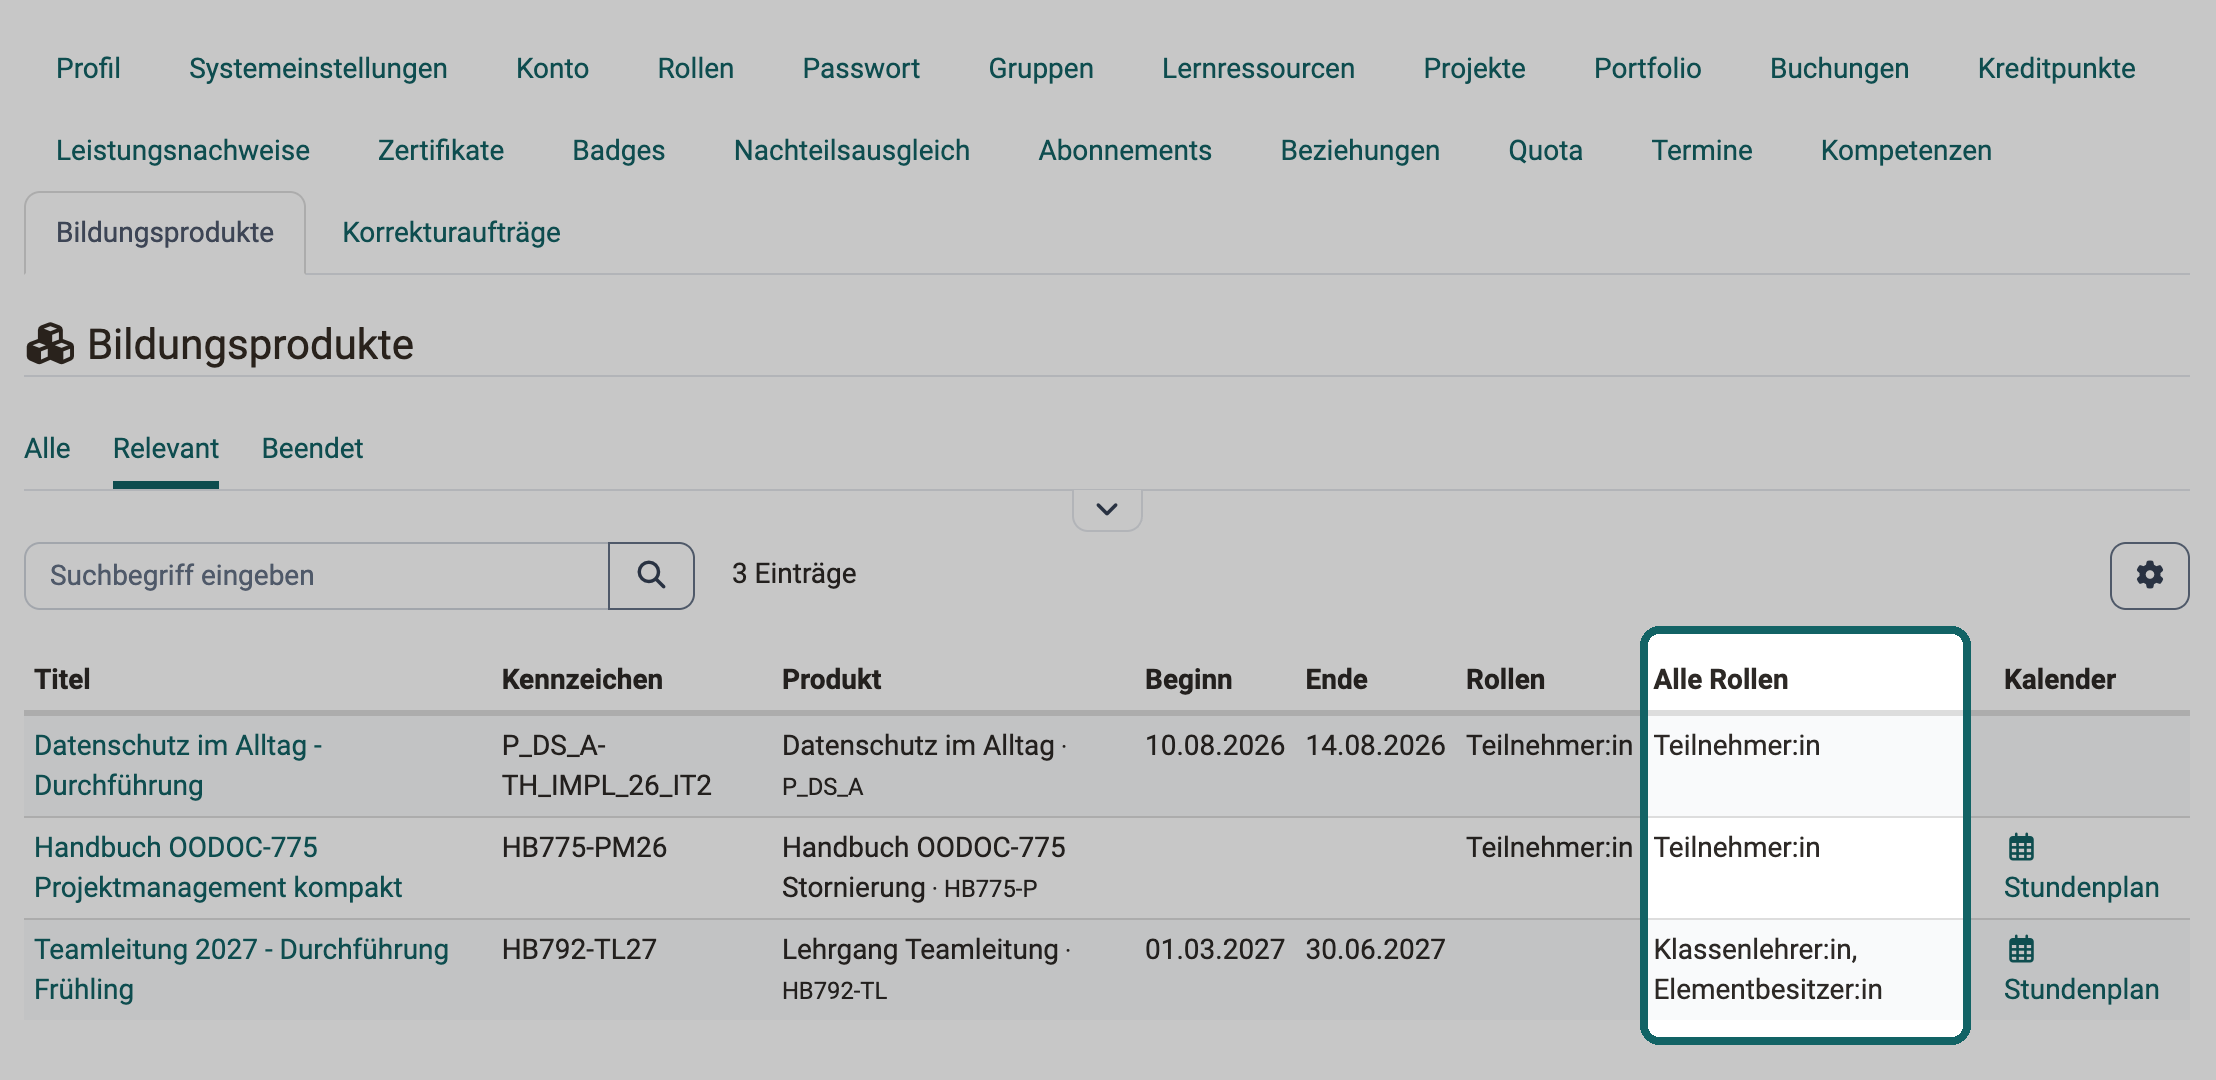 Profil Systemeinstellungen Konto Rollen Passwort Gruppen Lernressourcen Projekte Portfolio Buchungen Kreditpunkte
Leistungsnachweise Zertifikate Badges Nachteilsausgleich Abonnements Beziehungen Quota Termine Kompetenzen
Bildungsprodukte Korrekturaufträge
Bildungsprodukte
Alle Relevant Beendet
Suchbegriff eingeben 3 Einträge
Titel Kennzeichen Produkt Beginn Ende Rollen Alle Rollen Kalender
Datenschutz im Alltag - P_DS_A- Datenschutz im Alltag · 10.08.2026 14.08.2026 Teilnehmer:in Teilnehmer:in
Durchführung TH_IMPL_26_IT2 P_DS_A
Handbuch OODOC-775 HB775-PM26 Handbuch OODOC-775 Teilnehmer:in Teilnehmer:in
Projektmanagement kompakt Stornierung · HB775-P Stundenplan
Teamleitung 2027 - Durchführung HB792-TL27 Lehrgang Teamleitung · 01.03.2027 30.06.2027 Klassenlehrer:in,
Frühling HB792-TL Elementbesitzer:in Stundenplan